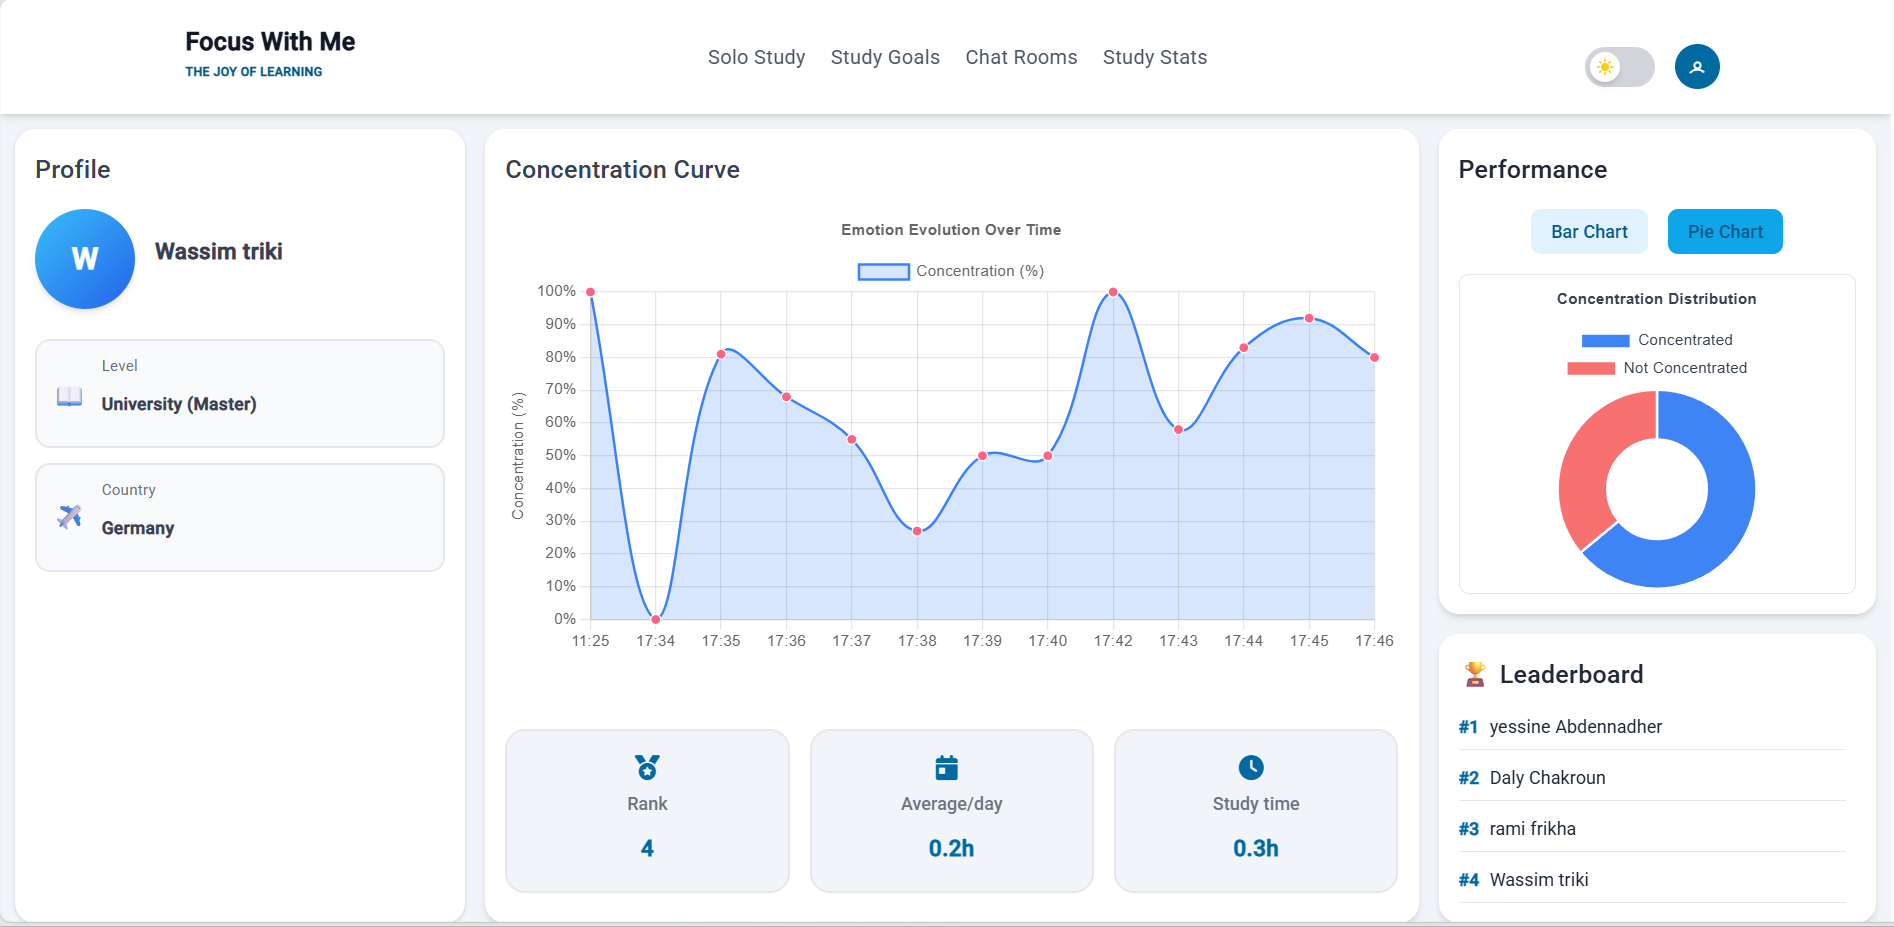 Focus With Me
THE JOY OF LEARNING
Solo Study Study Goals Chat Rooms Study Stats
Profile
W
Wassim triki
Level
University (Master)
Country
Germany
Concentration Curve
Emotion Evolution Over Time
Concentration (%)
Concentration (%)
100%
90%
80%
70%
60%
50%
40%
30%
20%
10%
0%
11:25 17:34 17:35 17:36 17:37 17:38 17:39 17:40 17:42 17:43 17:44 17:45 17:46
Rank
4
Average/day
0.2h
Study time
0.3h
Performance
Bar Chart Pie Chart
Concentration Distribution
Concentrated
Not Concentrated
Leaderboard
#1 yessine Abdennadher
#2 Daly Chakroun
#3 rami frikha
#4 Wassim triki